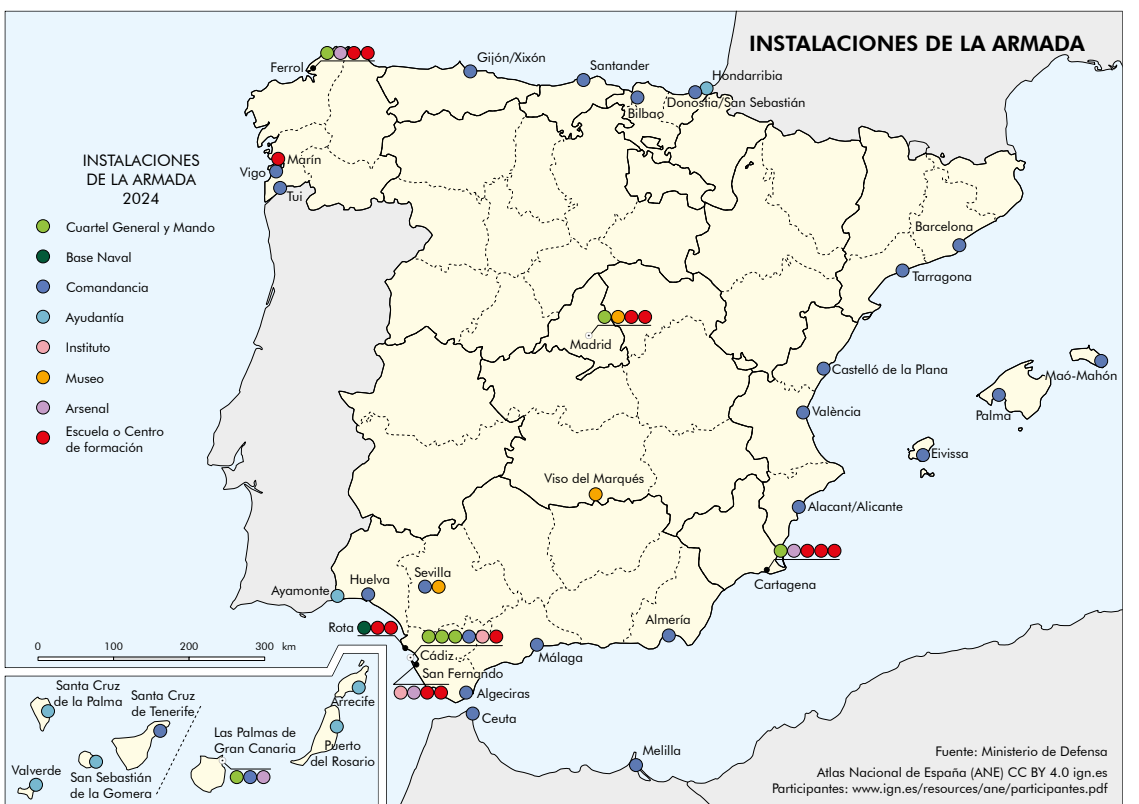 INSTALACIONES DE LA ARMADA
Ferrol
Gijón/Xixón
Santander
Hondarribia
Bilbao
Donostia/San Sebastián
INSTALACIONES
DE LA ARMADA
2024
Cuartel General y Mando
Base Naval
Comandancia
Ayudantía
Instituto
Museo
Arsenal
Escuela o Centro
de formación
Marín
Vigo
Tui
Barcelona
Tarragona
Madrid
Castelló de la Plana
Maó-Mahón
Palma
València
Eivissa
Viso del Marqués
Alacant/Alicante
Cartagena
Sevilla
Huelva
Ayamonte
Almería
Rota
Cádiz
Málaga
San Fernando
Algeciras
Ceuta
Melilla
0 100 200 300 km
Santa Cruz
de la Palma
Santa Cruz
de Tenerife
Arrecife
Las Palmas de
Gran Canaria
Puerto
del Rosario
Valverde
San Sebastián
de la Gomera
Fuente: Ministerio de Defensa
Atlas Nacional de España (ANE) CC BY 4.0 ign.es
Participantes: www.ign.es/resources/ane/participantes.pdf